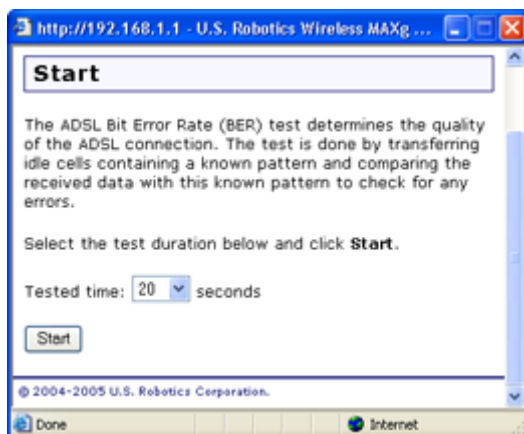 http://192.168.1.1 - U.S. Robotics Wireless MAXg ...
Start
The ADSL Bit Error Rate (BER) test determines the quality
of the ADSL connection. The test is done by transferring
idle cells containing a known pattern and comparing the
received data with this known pattern to check for any
errors.
Select the test duration below and click Start.
Tested time: 20 seconds
Start
© 2004-2005 U.S. Robotics Corporation.
Done Internet